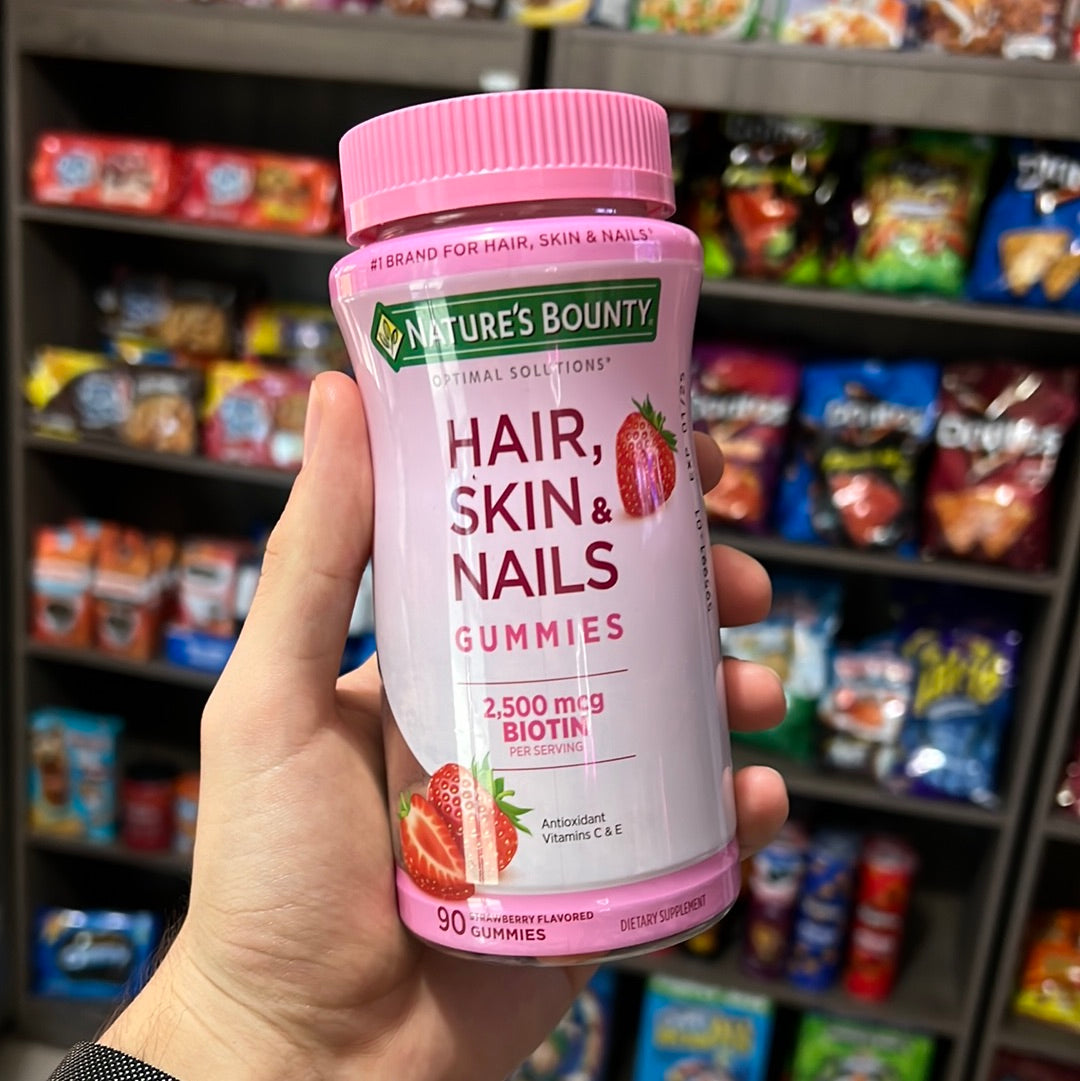 #1 BRAND FOR HAIR, SKIN & NAILS*
NATURE'S BOUNTY®
OPTIMAL SOLUTIONS®
HAIR,
SKIN &
NAILS
GUMMIES
2,500 mcg
BIOTIN
PER SERVING
Antioxidant
Vitamins C & E
90 STRAWBERRY FLAVORED
GUMMIES
DIETARY SUPPLEMENT
Doritos
Doritos
Doritos